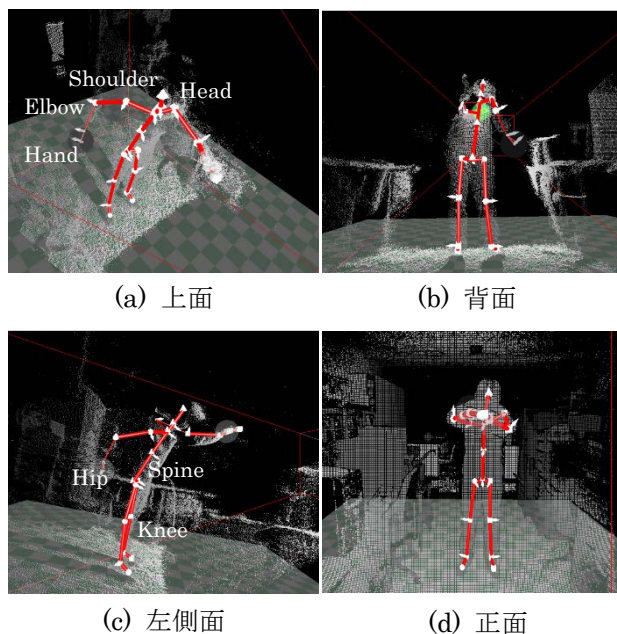 Shoulder
Head
Elbow
Hand
(a) 上面
(b) 背面
Hip
Spine
Knee
(c) 左側面
(d) 正面